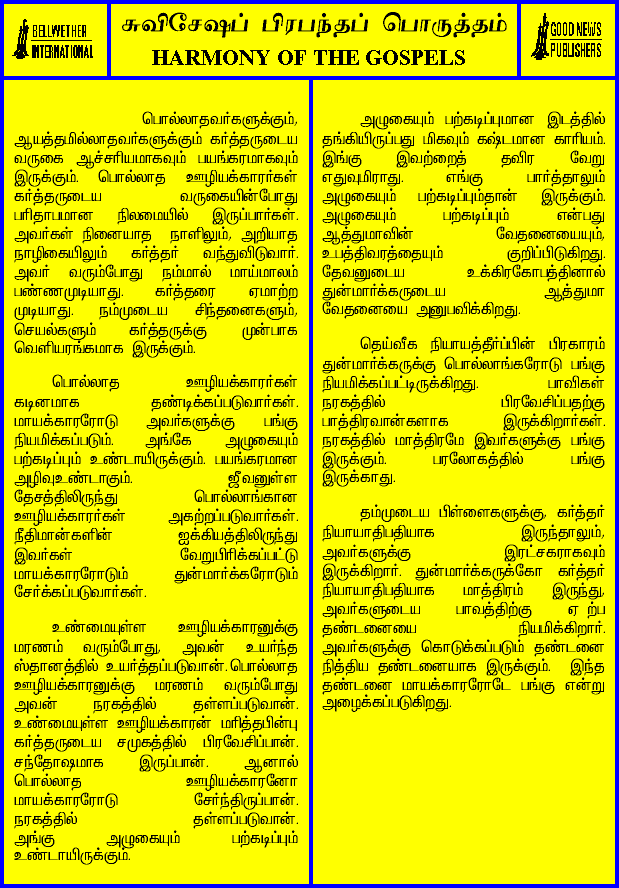 BELLWETHER
INTERNATIONAL
சுவிசேஷப் பிரபந்தப் பொருத்தம்
HARMONY OF THE GOSPELS
GOOD NEWS
PUBLISHERS
பொல்லாதவர்களுக்கும்,
ஆயத்தமில்லாதவர்களுக்கும் கர்த்தருடைய
வருகை ஆச்சரியமாகவும் பயங்கரமாகவும்
இருக்கும். பொல்லாத ஊழியக்காரர்கள்
கர்த்தருடைய வருகையின்போது
பரிதாபமான நிலமையில் இருப்பார்கள்.
அவர்கள் நினையாத நாளிலும், அறியாத
நாழிகையிலும் கர்த்தர் வந்துவிடுவார்.
அவர் வரும்போது நம்மால் மாய்மாலம்
பண்ணமுடியாது. கர்த்தரை ஏமாற்ற
முடியாது. நம்முடைய சிந்தனைகளும்,
செயல்களும் கர்த்தருக்கு முன்பாக
வெளியரங்கமாக இருக்கும்.
பொல்லாத ஊழியக்காரர்கள்
கடினமாக தண்டிக்கப்படுவார்கள்.
மாயக்காரரோடு அவர்களுக்கு பங்கு
நியமிக்கப்படும். அங்கே அழுகையும்
பற்கடிப்பும் உண்டாயிருக்கும். பயங்கரமான
அழிவுஉண்டாகும். ஜீவனுள்ள
தேசத்திலிருந்து பொல்லாங்கான
ஊழியக்காரர்கள் அகற்றப்படுவார்கள்.
நீதிமான்களின் ஐக்கியத்திலிருந்து
இவர்கள் வேறுபிரிக்கப்பட்டு
மாயக்காரரோடும் துன்மார்க்கரோடும்
சேர்க்கப்படுவார்கள்.
உண்மையுள்ள ஊழியக்காரனுக்கு
மரணம் வரும்போது, அவன் உயர்ந்த
ஸ்தானத்தில் உயர்த்தப்படுவான். பொல்லாத
ஊழியக்காரனுக்கு மரணம் வரும்போது
அவன் நரகத்தில் தள்ளப்படுவான்.
உண்மையுள்ள ஊழியக்காரன் மரித்தபின்பு
கர்த்தருடைய சமுகத்தில் பிரவேசிப்பான்.
சந்தோஷமாக இருப்பான். ஆனால்
பொல்லாத ஊழியக்காரனோ
மாயக்காரரோடு சேர்ந்திருப்பான்.
நரகத்தில் தள்ளப்படுவான்.
அங்கு அழுகையும் பற்கடிப்பும்
உண்டாயிருக்கும்.
அழுகையும் பற்கடிப்புமான இடத்தில்
தங்கியிருப்பது மிகவும் கஷ்டமான காரியம்.
இங்கு இவற்றைத் தவிர வேறு
எதுவுமிராது. எங்கு பார்த்தாலும்
அழுகையும் பற்கடிப்பும்தான் இருக்கும்.
அழுகையும் பற்கடிப்பும் என்பது
ஆத்துமாவின் வேதனையையும்,
உபத்திவரத்தையும் குறிப்பிடுகிறது.
தேவனுடைய உக்கிரகோபத்தினால்
துன்மார்க்கருடைய ஆத்துமா
வேதனையை அனுபவிக்கிறது.
தெய்வீக நியாயத்தீர்ப்பின் பிரகாரம்
துன்மார்க்கருக்கு பொல்லாங்கரோடு பங்கு
நியமிக்கப்பட்டிருக்கிறது. பாவிகள்
நரகத்தில் பிரவேசிப்பதற்கு
பாத்திரவான்களாக இருக்கிறார்கள்.
நரகத்தில் மாத்திரமே இவர்களுக்கு பங்கு
இருக்கும். பரலோகத்தில் பங்கு
இருக்காது.
தம்முடைய பிள்ளைகளுக்கு, கர்த்தர்
நியாயாதிபதியாக இருந்தாலும்,
அவர்களுக்கு இரட்சகராகவும்
இருக்கிறார். துன்மார்க்கருக்கோ கர்த்தர்
நியாயாதிபதியாக மாத்திரம் இருந்து,
அவர்களுடைய பாவத்திற்கு ஏ ற்ப
தண்டனையை நியமிக்கிறார்.
அவர்களுக்கு கொடுக்கப்படும் தண்டனை
நித்திய தண்டனையாக இருக்கும். இந்த
தண்டனை மாயக்காரரோடே பங்கு என்று
அழைக்கப்படுகிறது.